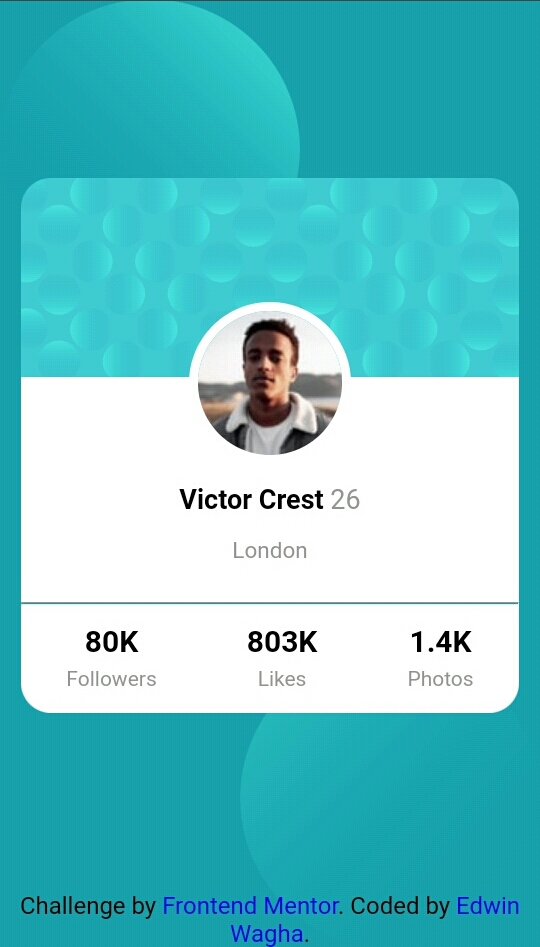 Victor Crest 26
London
80K 803K 1.4K
Followers Likes Photos
Challenge by Frontend Mentor. Coded by Edwin
Wagha.